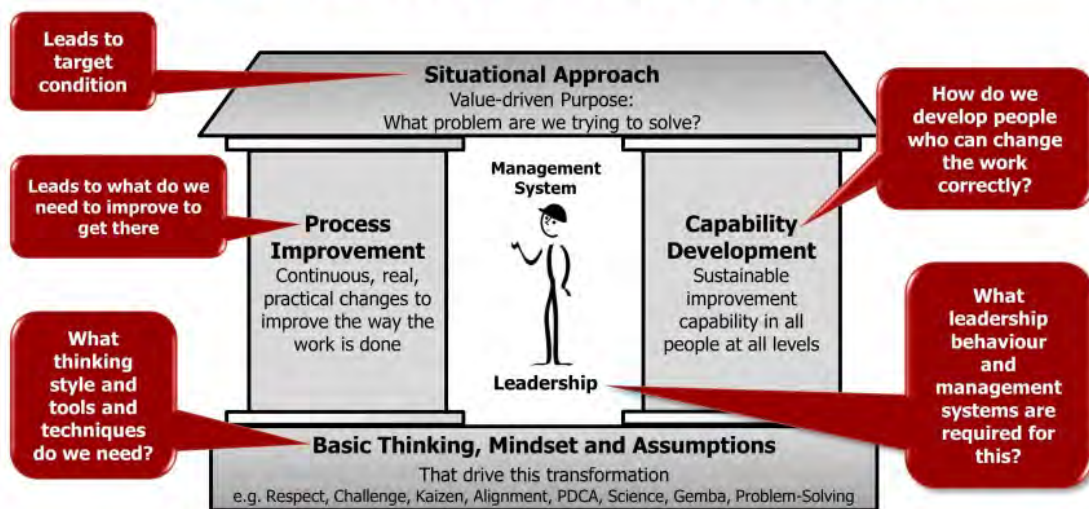 Leads to
target
condition
Situational Approach
Value-driven Purpose:
What problem are we trying to solve?
How do we
develop people
who can change
the work
correctly?
Leads to what do we
need to improve to
get there
Process
Improvement
Continuous, real,
practical changes to
improve the way the
work is done
Management
System
Leadership
Capability
Development
Sustainable
improvement
capability in all
people at all levels
What
thinking
style and
tools and
techniques
do we need?
What
leadership
behaviour
and
management
systems are
required for
this?
Basic Thinking, Mindset and Assumptions
That drive this transformation
e.g. Respect, Challenge, Kaizen, Alignment, PDCA, Science, Gemba, Problem-Solving